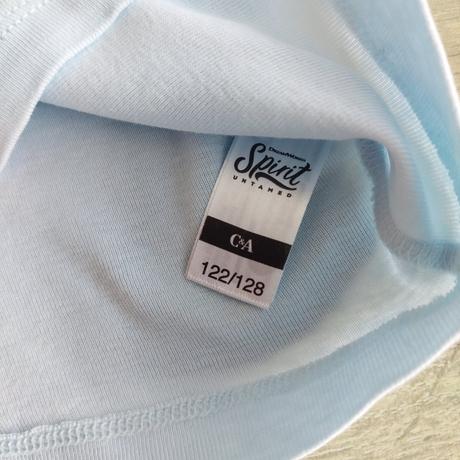 DreamWorks
Spirit
UNTAMED
C&A
122/128